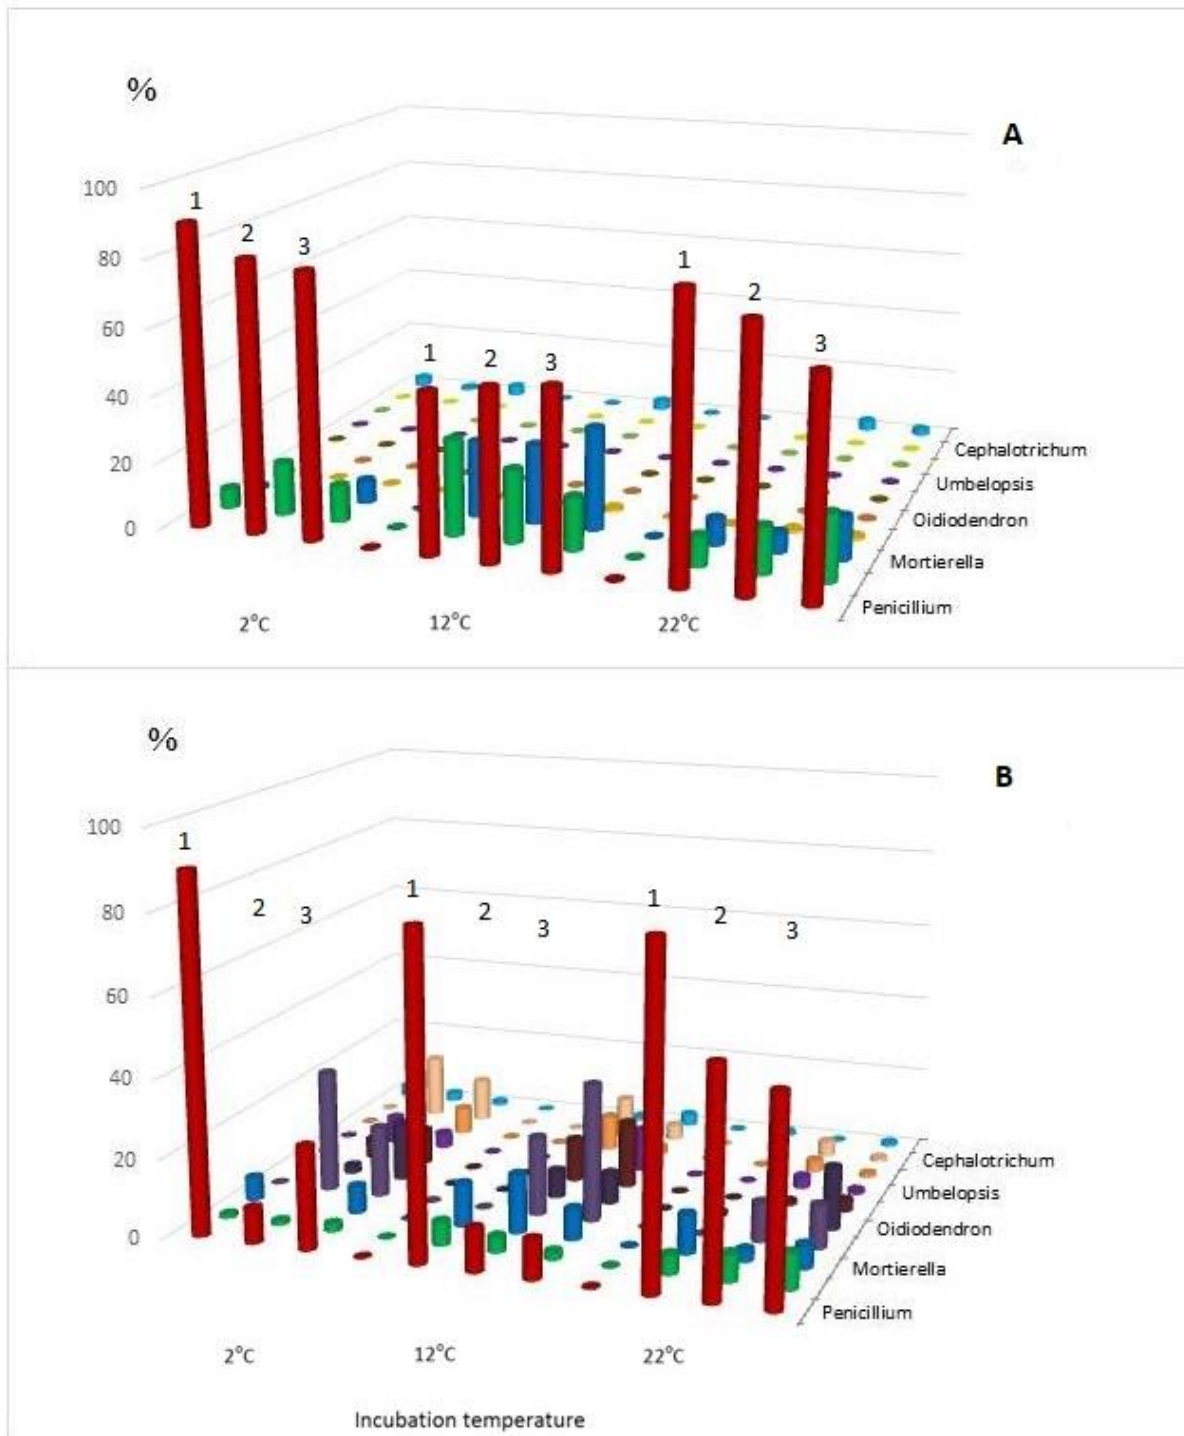 %
A
100
80
60
40
20
0
1
2
3
1
2
3
1
2
3
Cephalotrichum
Umbelopsis
Oidiodendron
Mortierella
Penicillium
2°C
12°C
22°C
%
B
100
80
60
40
20
0
1
2
3
1
2
3
1
2
3
Cephalotrichum
Umbelopsis
Oidiodendron
Mortierella
Penicillium
2°C
12°C
22°C
Incubation temperature